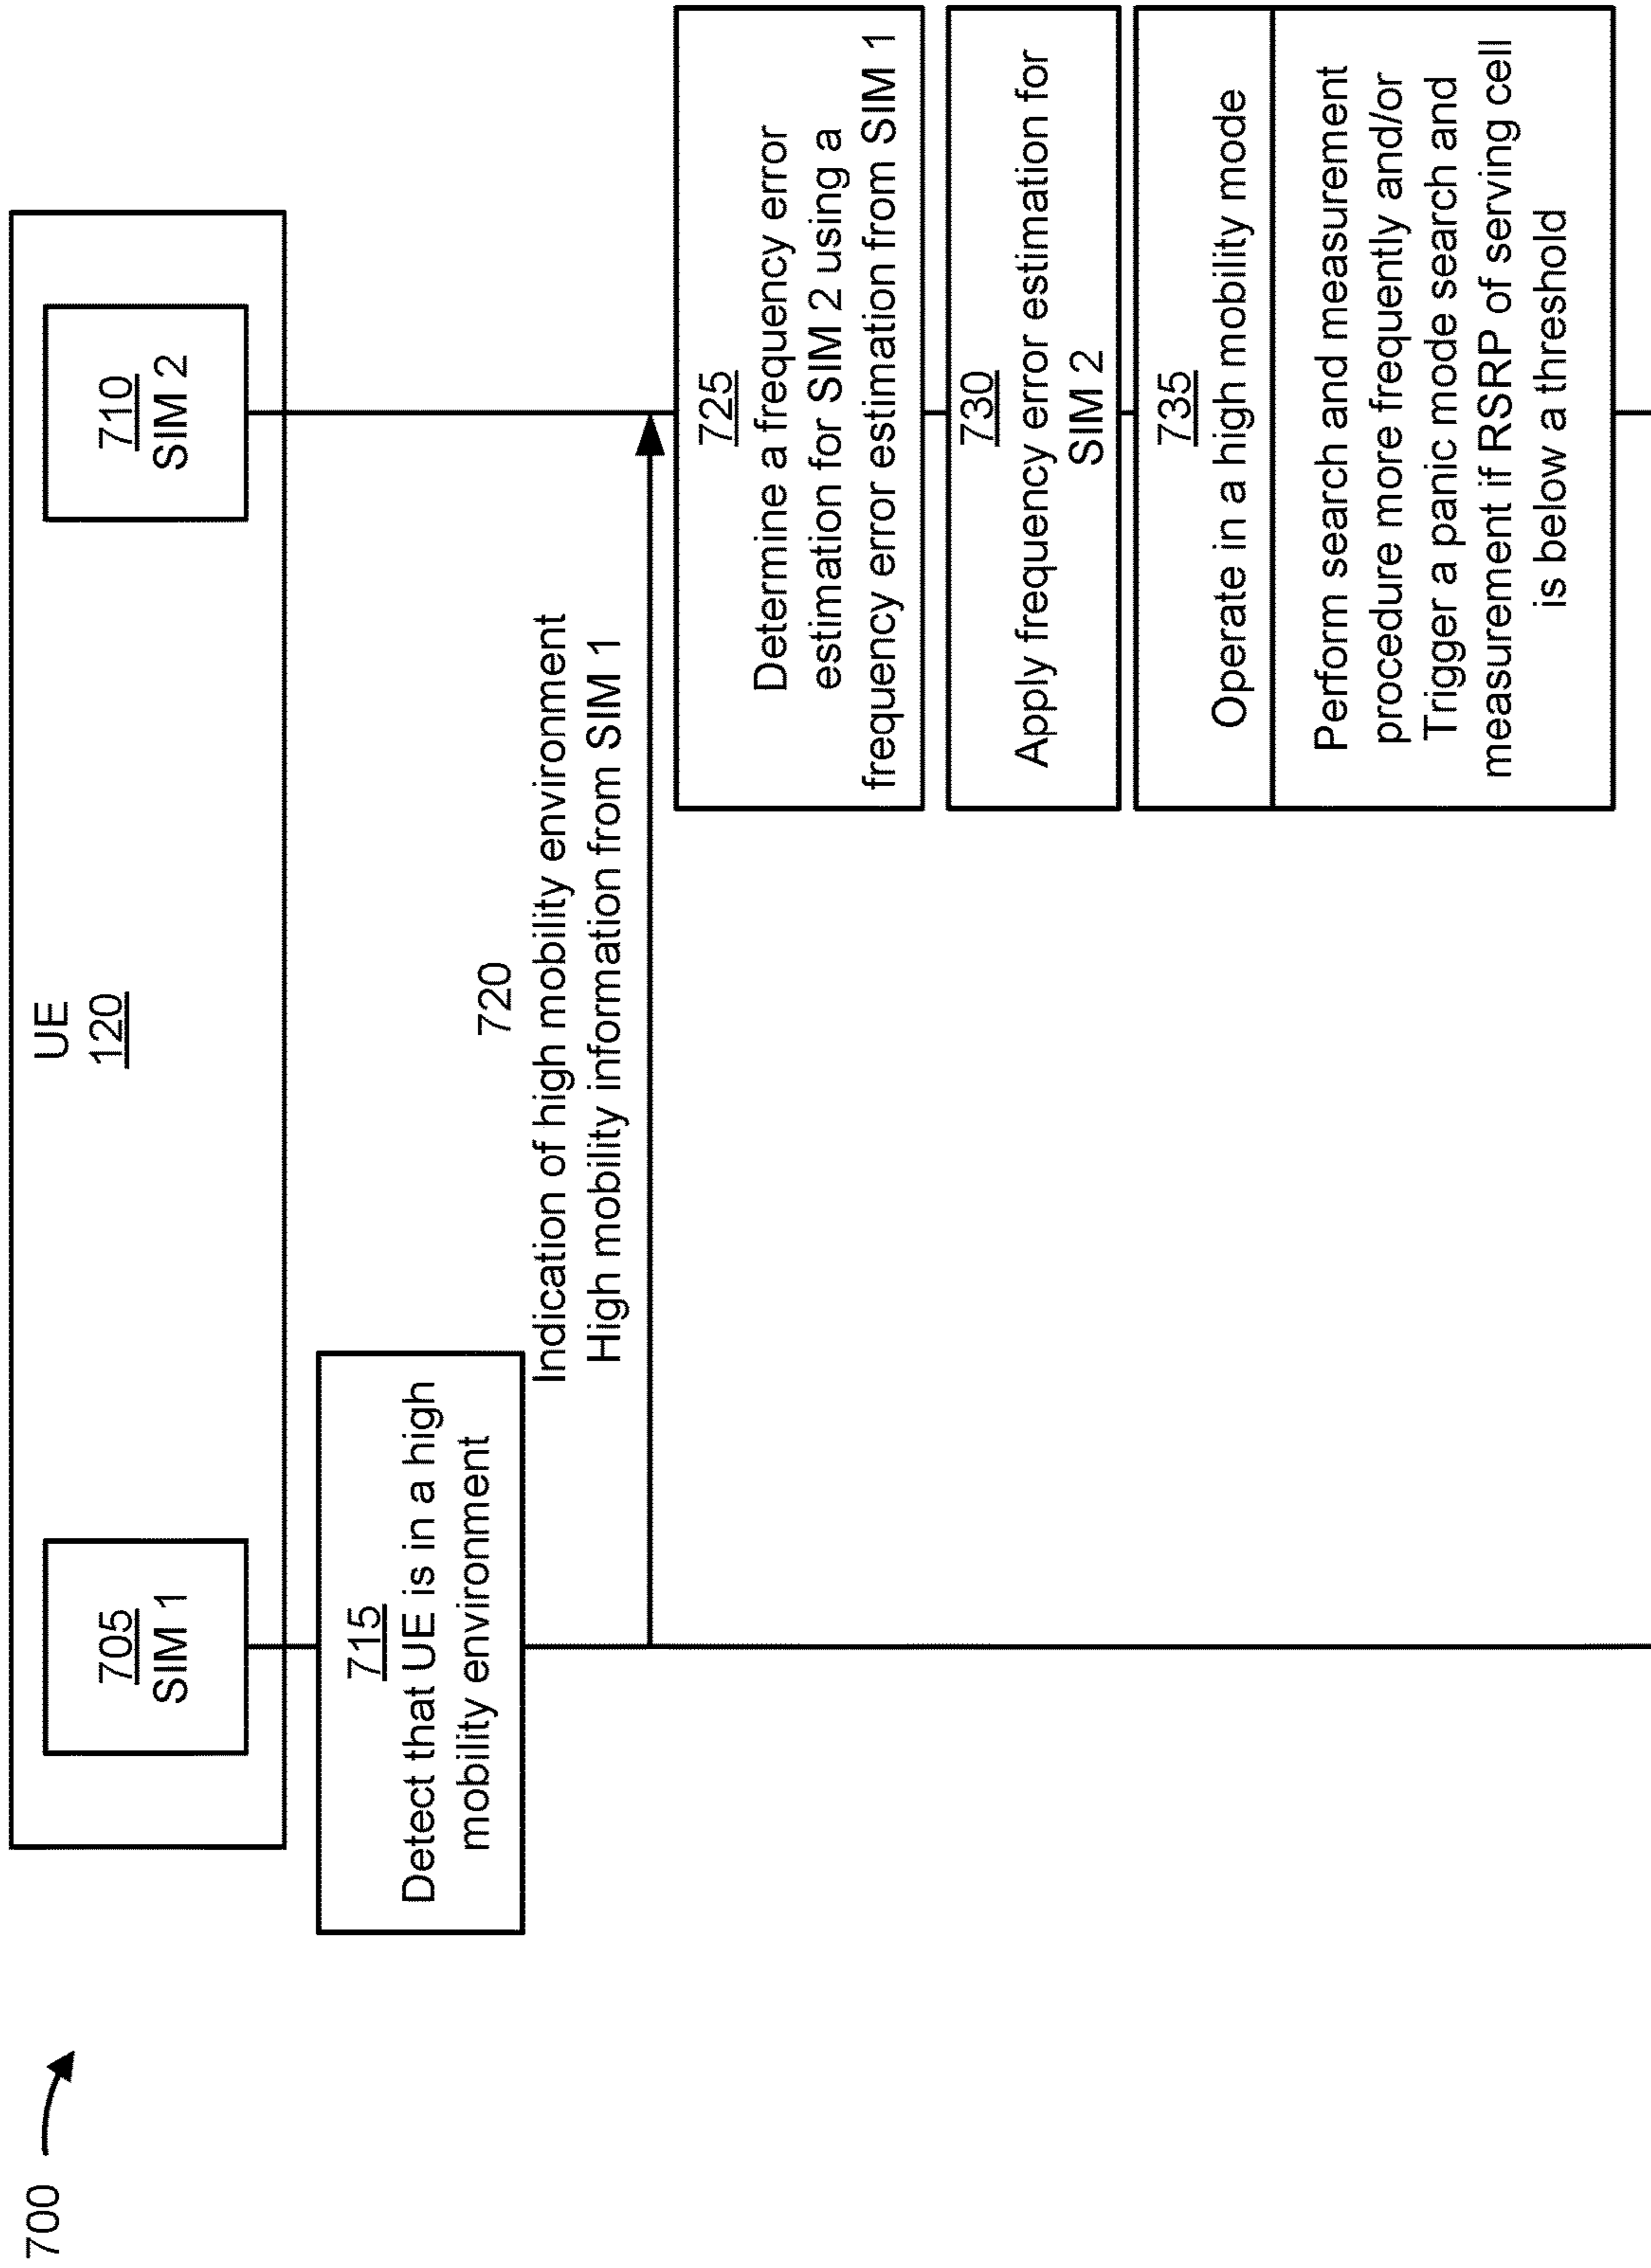 700
UE
120
705
SIM 1
710
SIM 2
715
Detect that UE is in a high
mobility environment
720
Indication of high mobility environment
High mobility information from SIM 1
725
Determine a frequency error
estimation for SIM 2 using a
frequency error estimation from SIM 1
730
Apply frequency error estimation for
SIM 2
735
Operate in a high mobility mode
Perform search and measurement
procedure more frequently and/or
Trigger a panic mode search and
measurement if RSRP of serving cell
is below a threshold